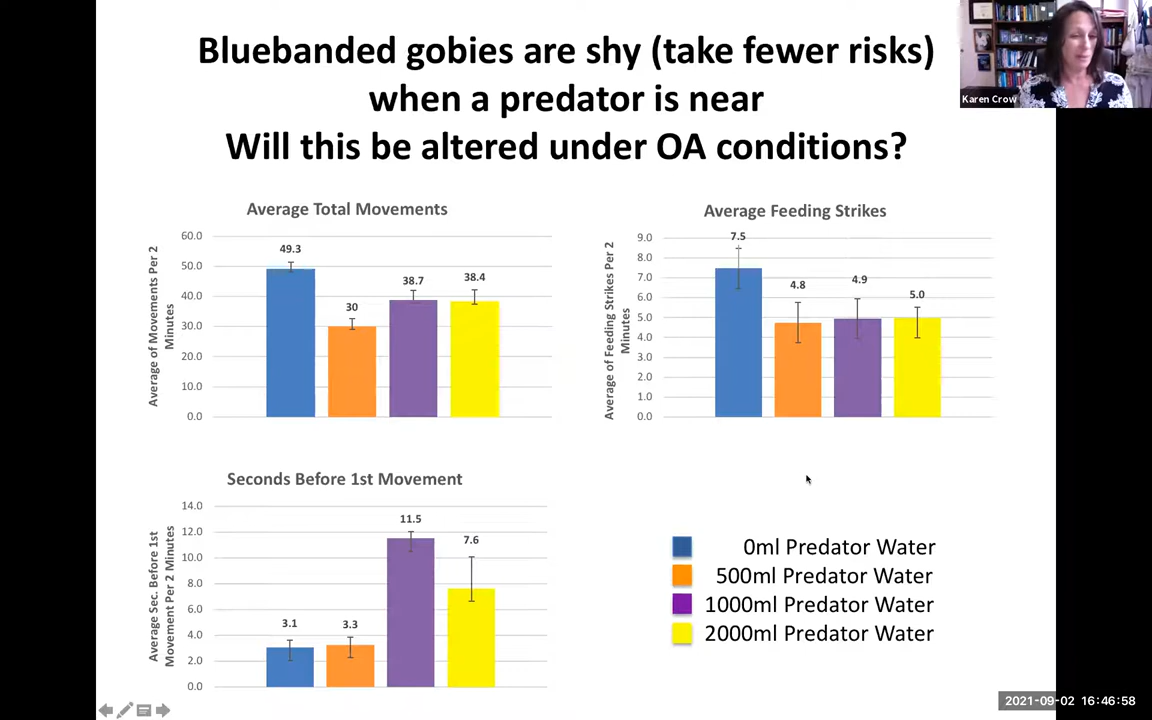 Bluebanded gobies are shy (take fewer risks)
when a predator is near
Will this be altered under OA conditions?
Karen Crow
Average Total Movements
Average of Movements Per 2
Minutes
60.0
50.0
40.0
30.0
20.0
10.0
0.0
49.3
30
38.7
38.4
Average Feeding Strikes
Average of Feeding Strikes Per 2
Minutes
9.0
8.0
7.0
6.0
5.0
4.0
3.0
2.0
1.0
0.0
7.5
4.8
4.9
5.0
Seconds Before 1st Movement
Average Sec. Before 1st
Movement Per 2 Minutes
14.0
12.0
10.0
8.0
6.0
4.0
2.0
0.0
3.1
3.3
11.5
7.6
0ml Predator Water
500ml Predator Water
1000ml Predator Water
2000ml Predator Water
2021-09-02 16:46:58